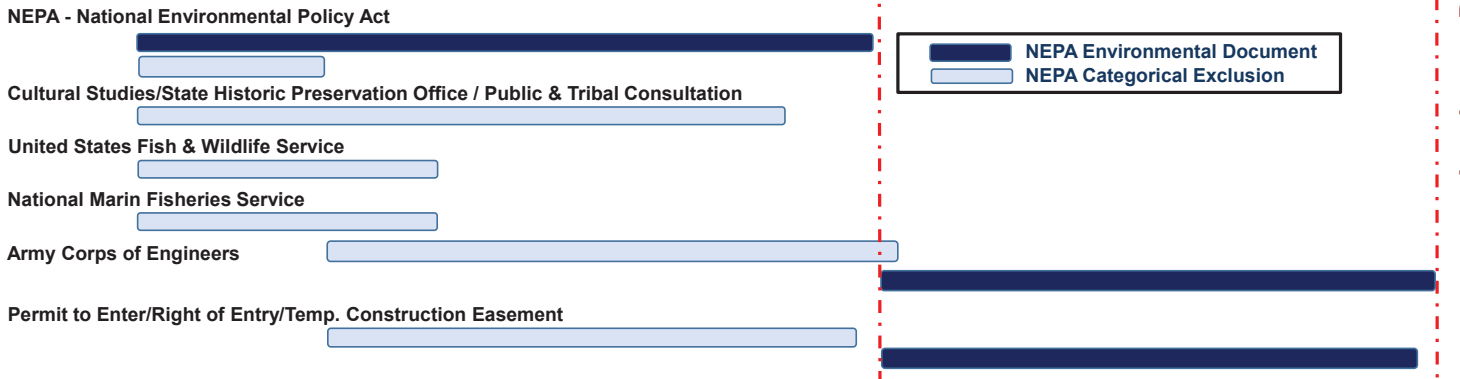 NEPA - National Environmental Policy Act
NEPA Environmental Document
NEPA Categorical Exclusion
Cultural Studies/State Historic Preservation Office / Public & Tribal Consultation
United States Fish & Wildlife Service
National Marin Fisheries Service
Army Corps of Engineers
Permit to Enter/Right of Entry/Temp. Construction Easement